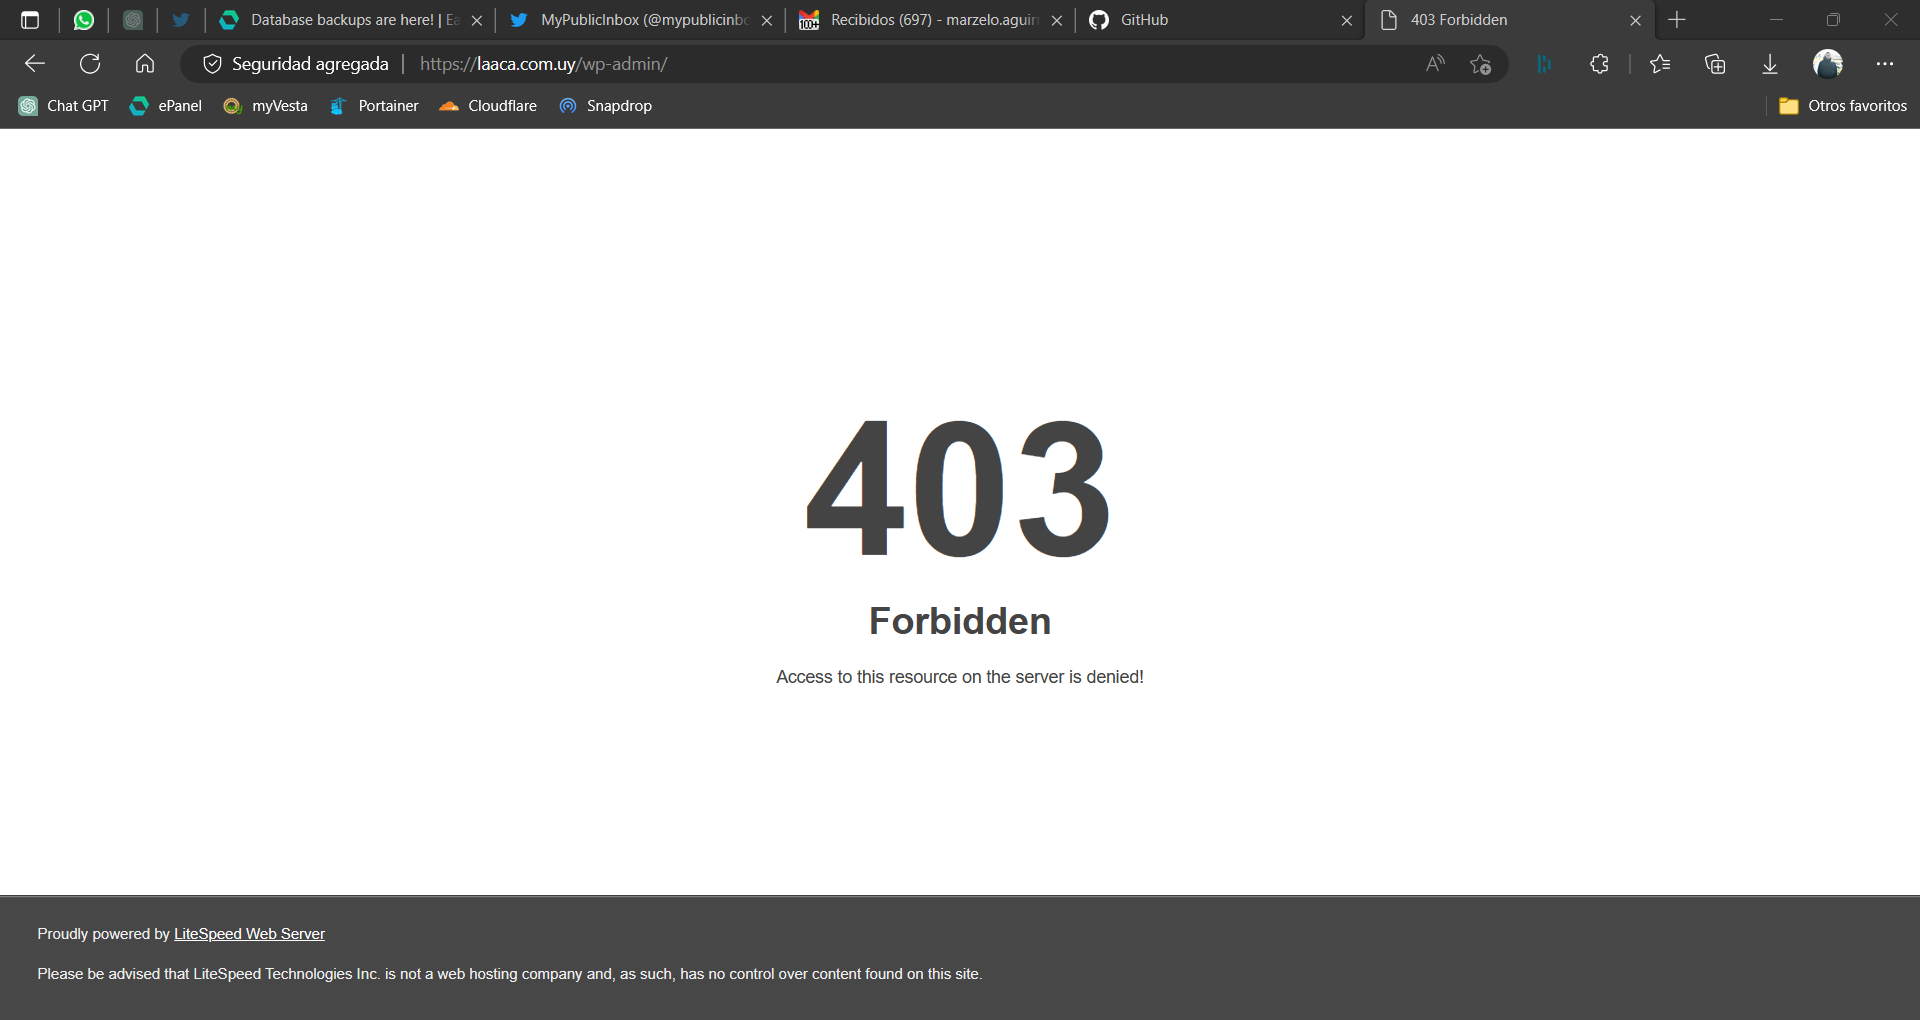 Database backups are here! | Ea
MyPublicInbox (@mypublicinbo
Recibidos (697) - marzelo.aguirr
GitHub
403 Forbidden
Seguridad agregada
https://laaca.com.uy/wp-admin/
Chat GPT
ePanel
myVesta
Portainer
Cloudflare
Snapdrop
Otros favoritos
403
Forbidden
Access to this resource on the server is denied!
Proudly powered by LiteSpeed Web Server
Please be advised that LiteSpeed Technologies Inc. is not a web hosting company and, as such, has no control over content found on this site.